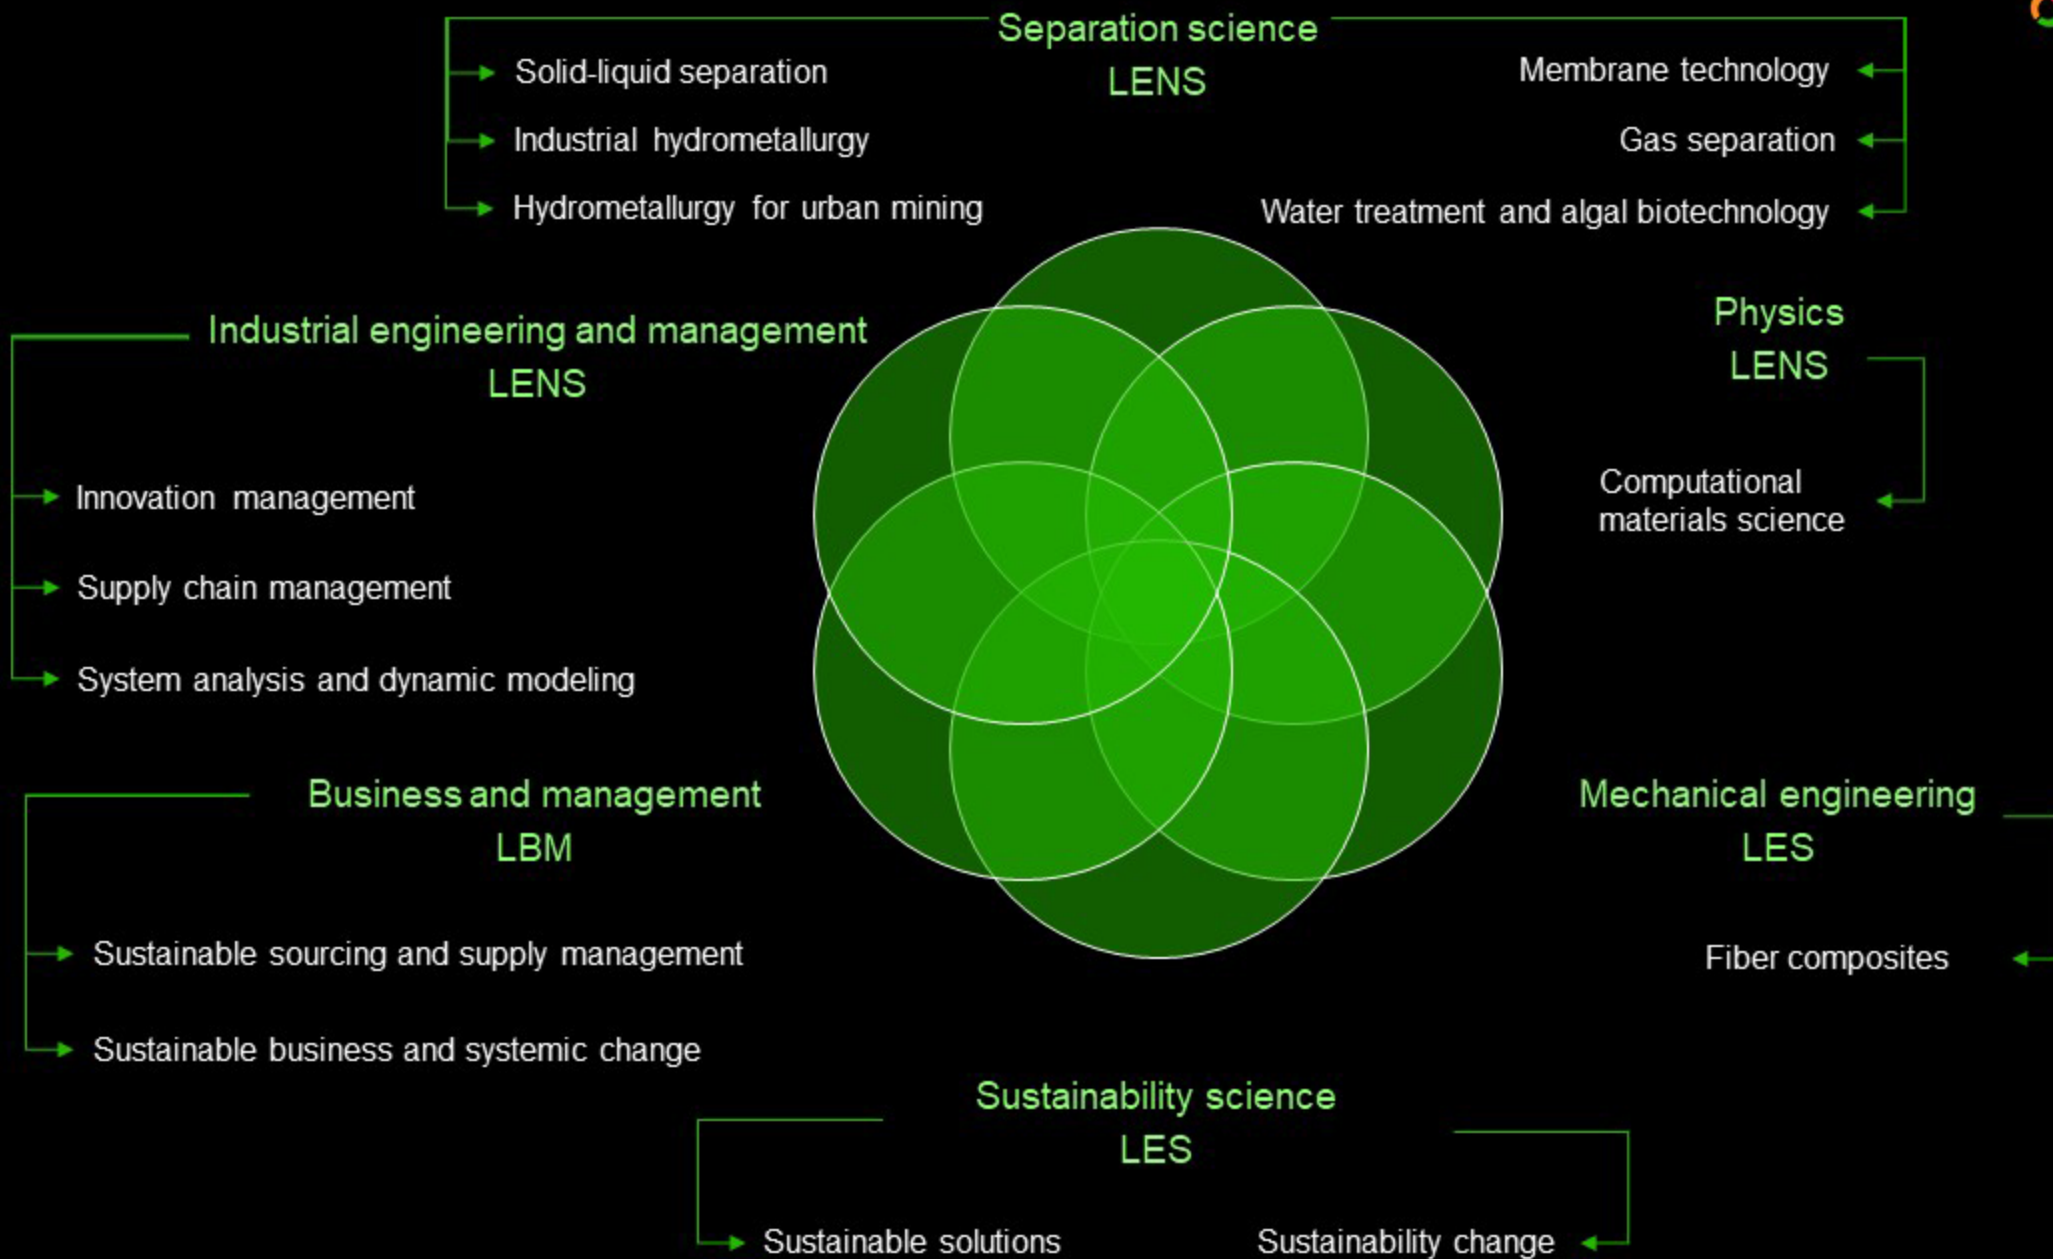 Separation science
LENS
Solid-liquid separation
Industrial hydrometallurgy
Hydrometallurgy for urban mining
Membrane technology
Gas separation
Water treatment and algal biotechnology
Industrial engineering and management
LENS
Innovation management
Supply chain management
System analysis and dynamic modeling
Physics
LENS
Computational
materials science
Business and management
LBM
Sustainable sourcing and supply management
Sustainable business and systemic change
Mechanical engineering
LES
Fiber composites
Sustainability science
LES
Sustainable solutions
Sustainability change